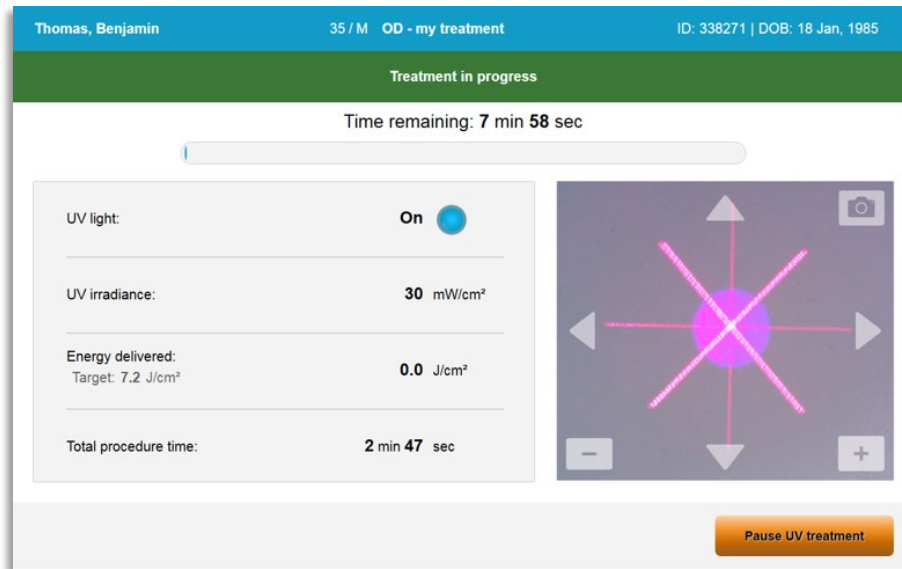 Thomas, Benjamin 35 / M OD - my treatment ID: 338271 | DOB: 18 Jan, 1985
Treatment in progress
Time remaining: 7 min 58 sec
UV light: On
UV irradiance: 30 mW/cm²
Energy delivered:
Target: 7.2 J/cm²
0.0 J/cm²
Total procedure time: 2 min 47 sec
Pause UV treatment